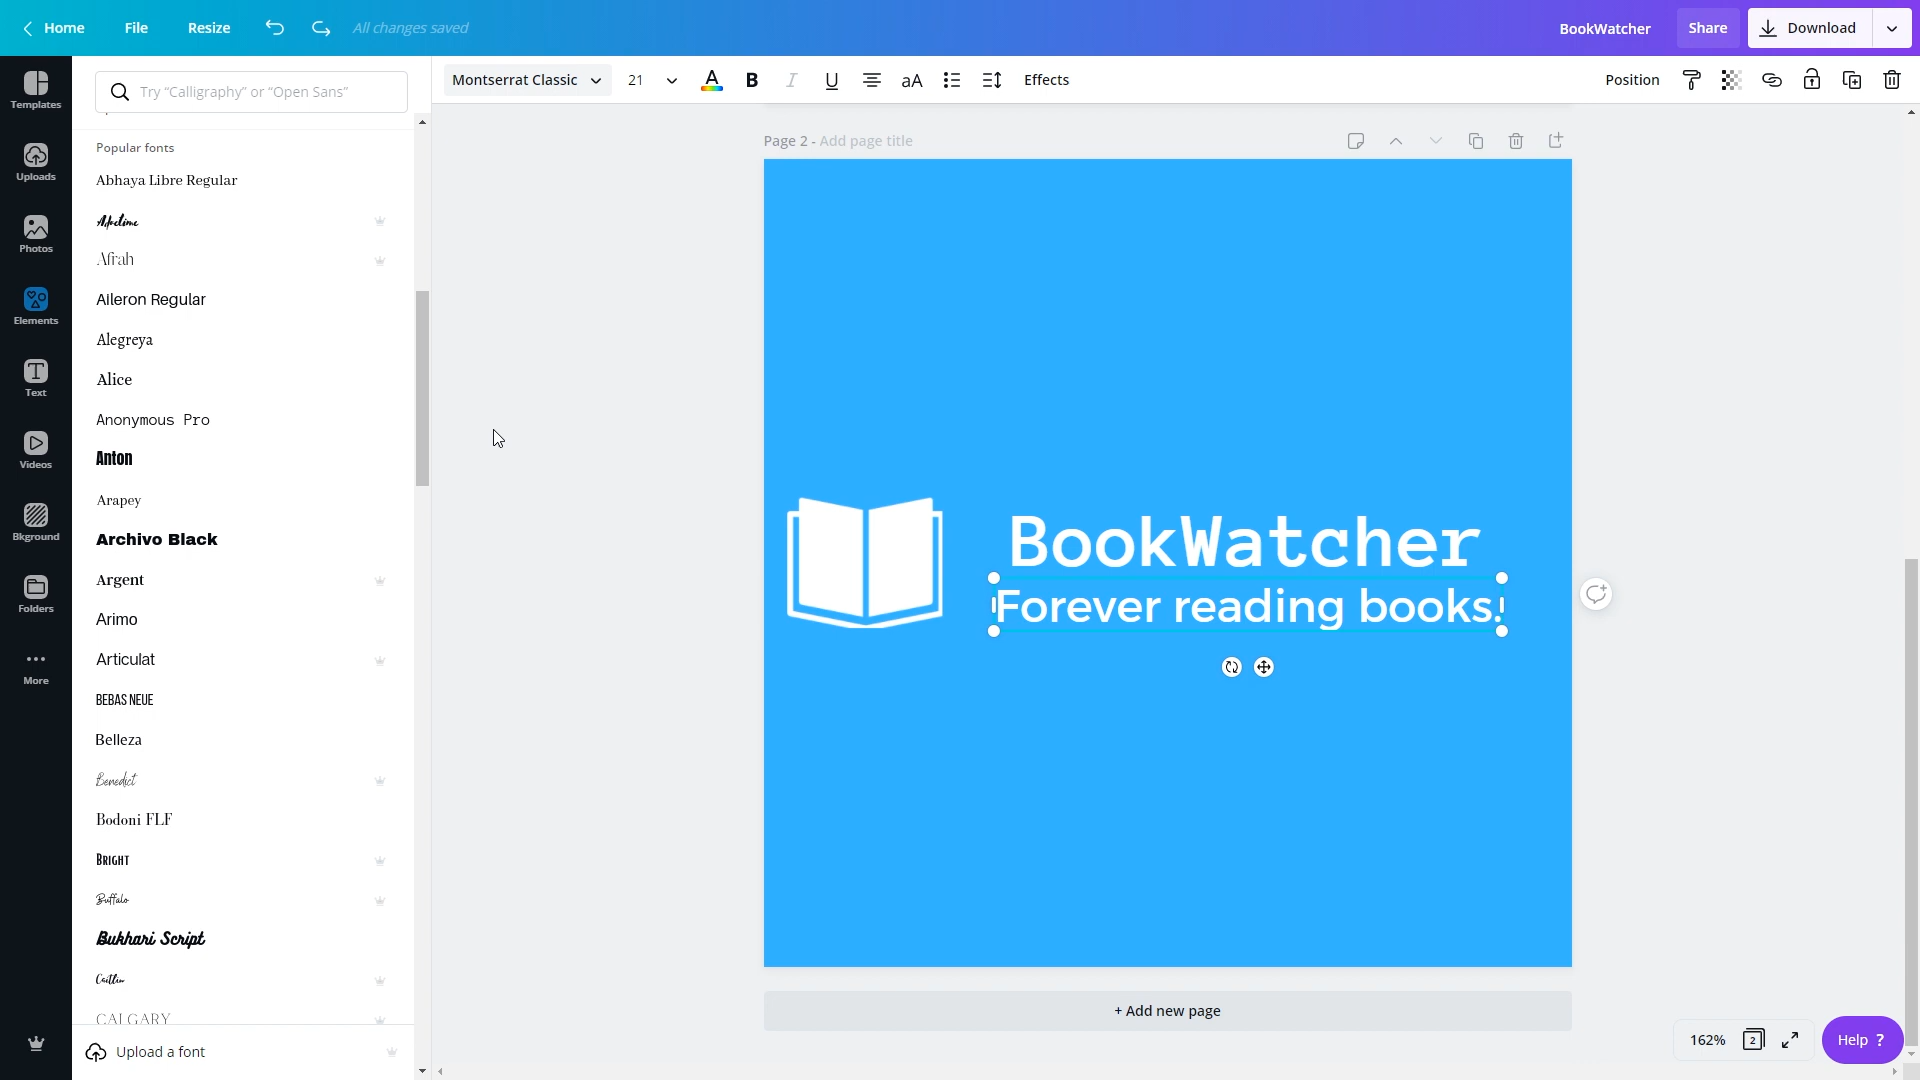 Home File Resize All changes saved BookWatcher Share Download
Templates
Uploads
Photos
Elements
Text
Videos
Bkground
Folders
More
Try “Calligraphy” or “Open Sans”
Popular fonts
Abhaya Libre Regular
Afrah
Aileron Regular
Alegreya
Alice
Anonymous Pro
Anton
Arapey
Archivo Black
Argent
Arimo
Articulat
BEBAS NEUE
Belleza
Benedict
Bodoni FLF
BRIGHT
Buffalo
Bukhari Script
Caitlin
CALGARY
Upload a font
Montserrat Classic 21 A B I U aA Effects Position
Page 2 - Add page title
BookWatcher
Forever reading books.
+ Add new page
162% 2 Help ?